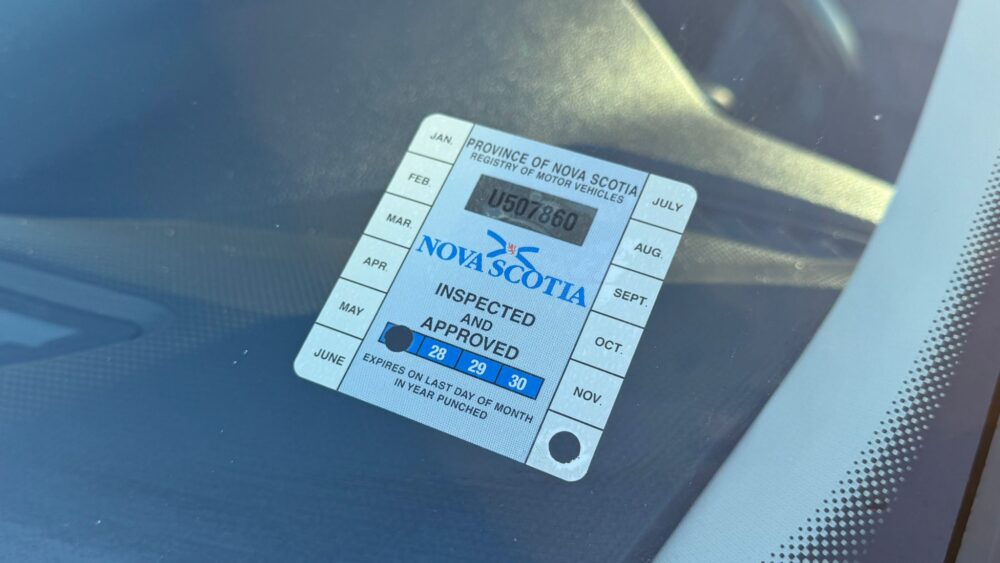 PROVINCE OF NOVA SCOTIA
REGISTRY OF MOTOR VEHICLES
U507860
NOVA SCOTIA
INSPECTED
AND
APPROVED
28 29 30
EXPIRES ON LAST DAY OF MONTH
IN YEAR PUNCHED
JAN.
FEB.
MAR.
APR.
MAY
JUNE
JULY
AUG.
SEPT.
OCT.
NOV.